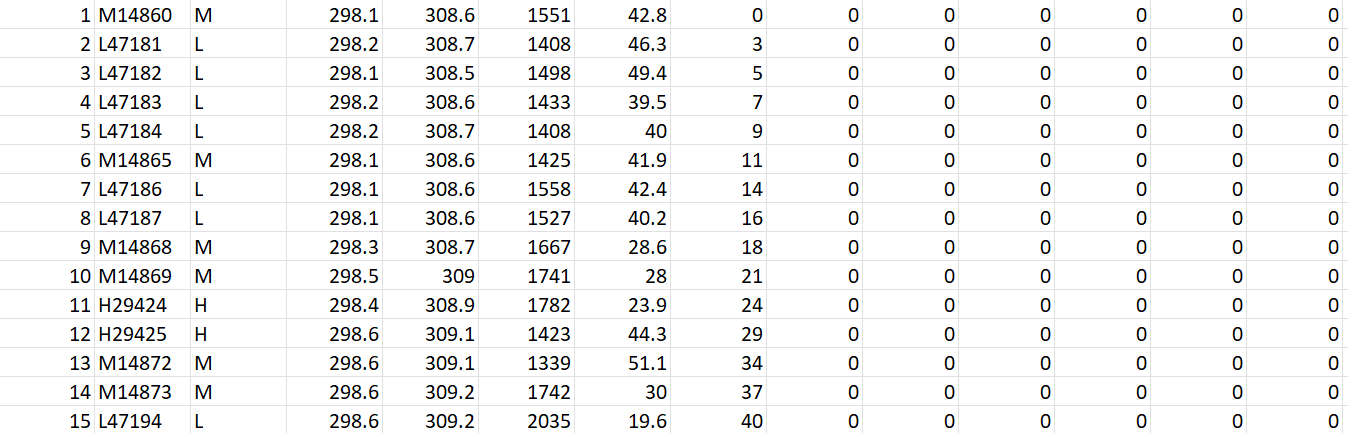 1 M14860 M 298.1 308.6 1551 42.8 0 0 0 0 0 0 0
2 L47181 L 298.2 308.7 1408 46.3 3 0 0 0 0 0 0
3 L47182 L 298.1 308.5 1498 49.4 5 0 0 0 0 0 0
4 L47183 L 298.2 308.6 1433 39.5 7 0 0 0 0 0 0
5 L47184 L 298.2 308.7 1408 40 9 0 0 0 0 0 0
6 M14865 M 298.1 308.6 1425 41.9 11 0 0 0 0 0 0
7 L47186 L 298.1 308.6 1558 42.4 14 0 0 0 0 0 0
8 L47187 L 298.1 308.6 1527 40.2 16 0 0 0 0 0 0
9 M14868 M 298.3 308.7 1667 28.6 18 0 0 0 0 0 0
10 M14869 M 298.5 309 1741 28 21 0 0 0 0 0 0
11 H29424 H 298.4 308.9 1782 23.9 24 0 0 0 0 0 0
12 H29425 H 298.6 309.1 1423 44.3 29 0 0 0 0 0 0
13 M14872 M 298.6 309.1 1339 51.1 34 0 0 0 0 0 0
14 M14873 M 298.6 309.2 1742 30 37 0 0 0 0 0 0
15 L47194 L 298.6 309.2 2035 19.6 40 0 0 0 0 0 0